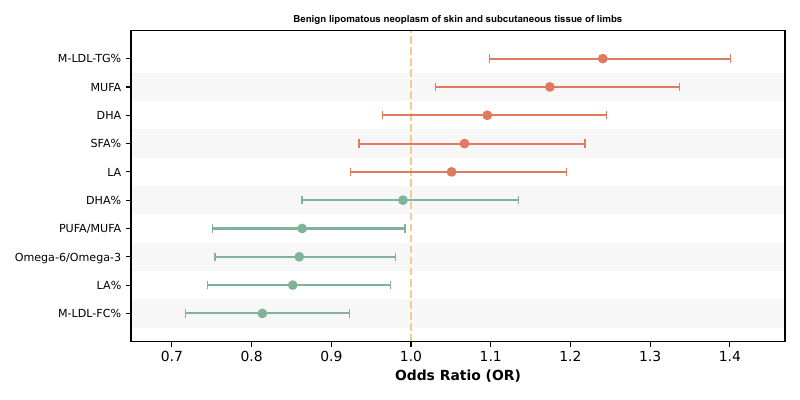 Benign lipomatous neoplasm of skin and subcutaneous tissue of limbs
M-LDL-TG%
MUFA
DHA
SFA%
LA
DHA%
PUFA/MUFA
Omega-6/Omega-3
LA%
M-LDL-FC%
0.7 0.8 0.9 1.0 1.1 1.2 1.3 1.4
Odds Ratio (OR)